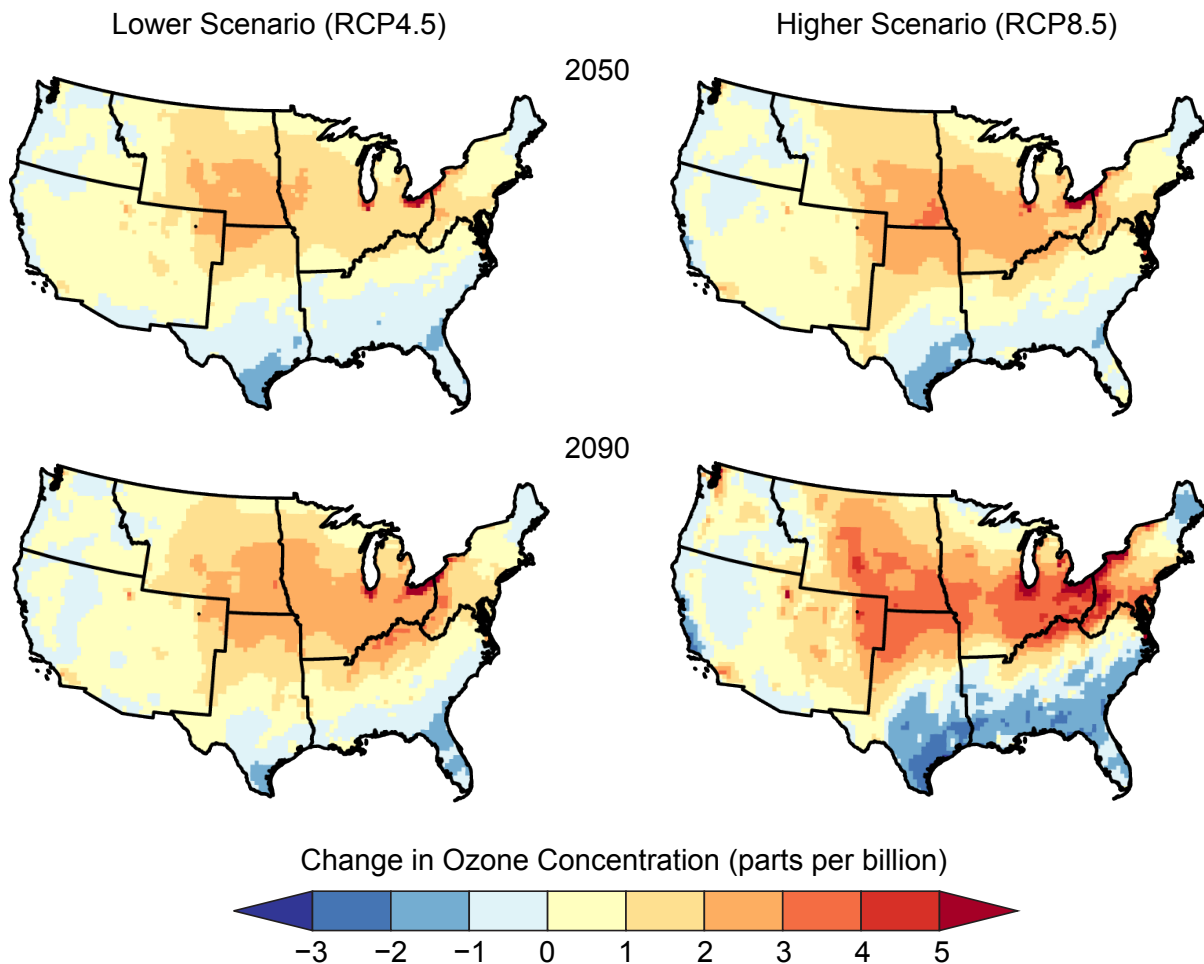 Lower Scenario (RCP4.5)
Higher Scenario (RCP8.5)
2050
2090
Change in Ozone Concentration (parts per billion)
−3 −2 −1 0 1 2 3 4 5